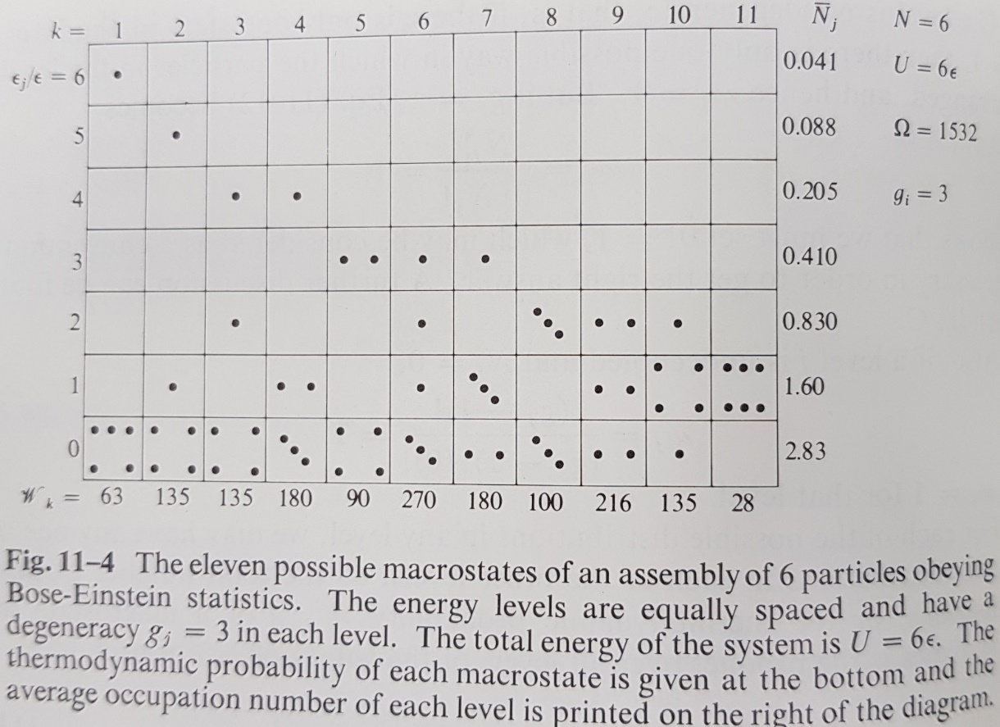 k = 1 2 3 4 5 6 7 8 9 10 11 N̄ⱼ N = 6
ϵⱼ/ϵ = 6 0.041 U = 6ϵ
5 0.088 Ω = 1532
4 0.205 gᵢ = 3
3 0.410
2 0.830
1 1.60
0 2.83
𝒲ₖ = 63 135 135 180 90 270 180 100 216 135 28
Fig. 11–4 The eleven possible macrostates of an assembly of 6 particles obeying
Bose-Einstein statistics. The energy levels are equally spaced and have a
degeneracy gⱼ = 3 in each level. The total energy of the system is U = 6ϵ. The
thermodynamic probability of each macrostate is given at the bottom and the
average occupation number of each level is printed on the right of the diagram.